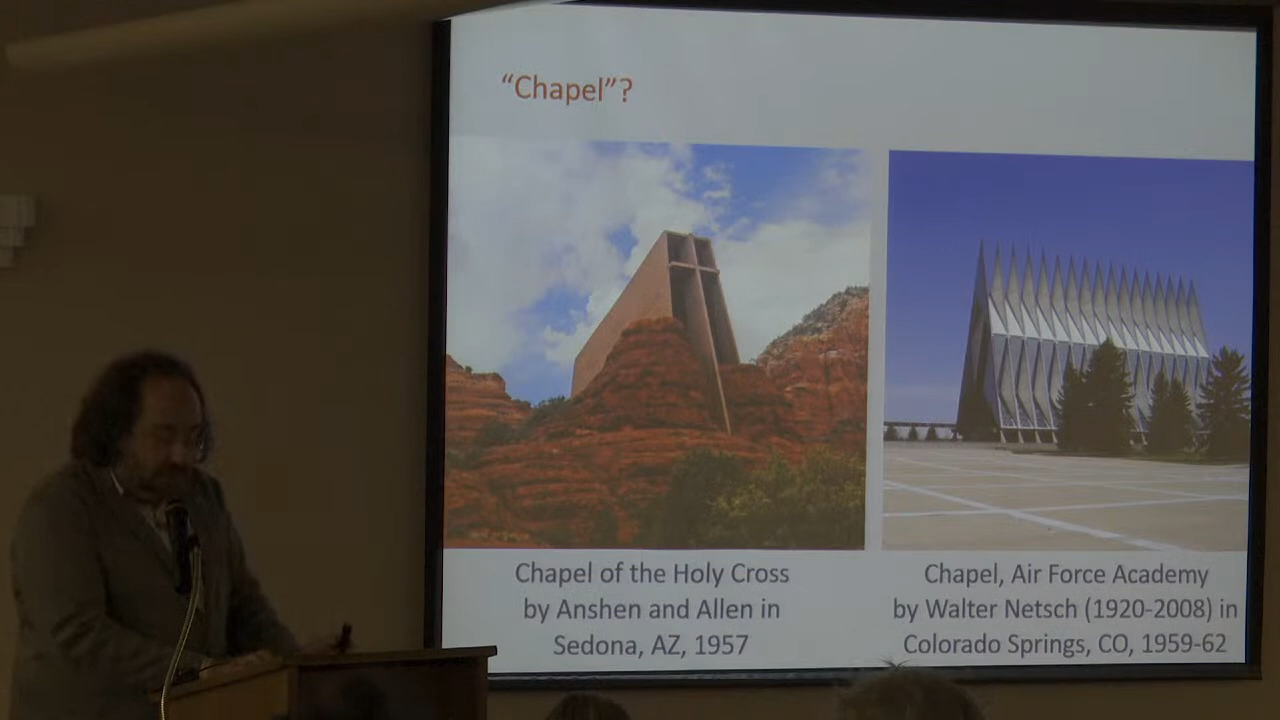 “Chapel”?
Chapel of the Holy Cross
by Anshen and Allen in
Sedona, AZ, 1957
Chapel, Air Force Academy
by Walter Netsch (1920-2008) in
Colorado Springs, CO, 1959-62